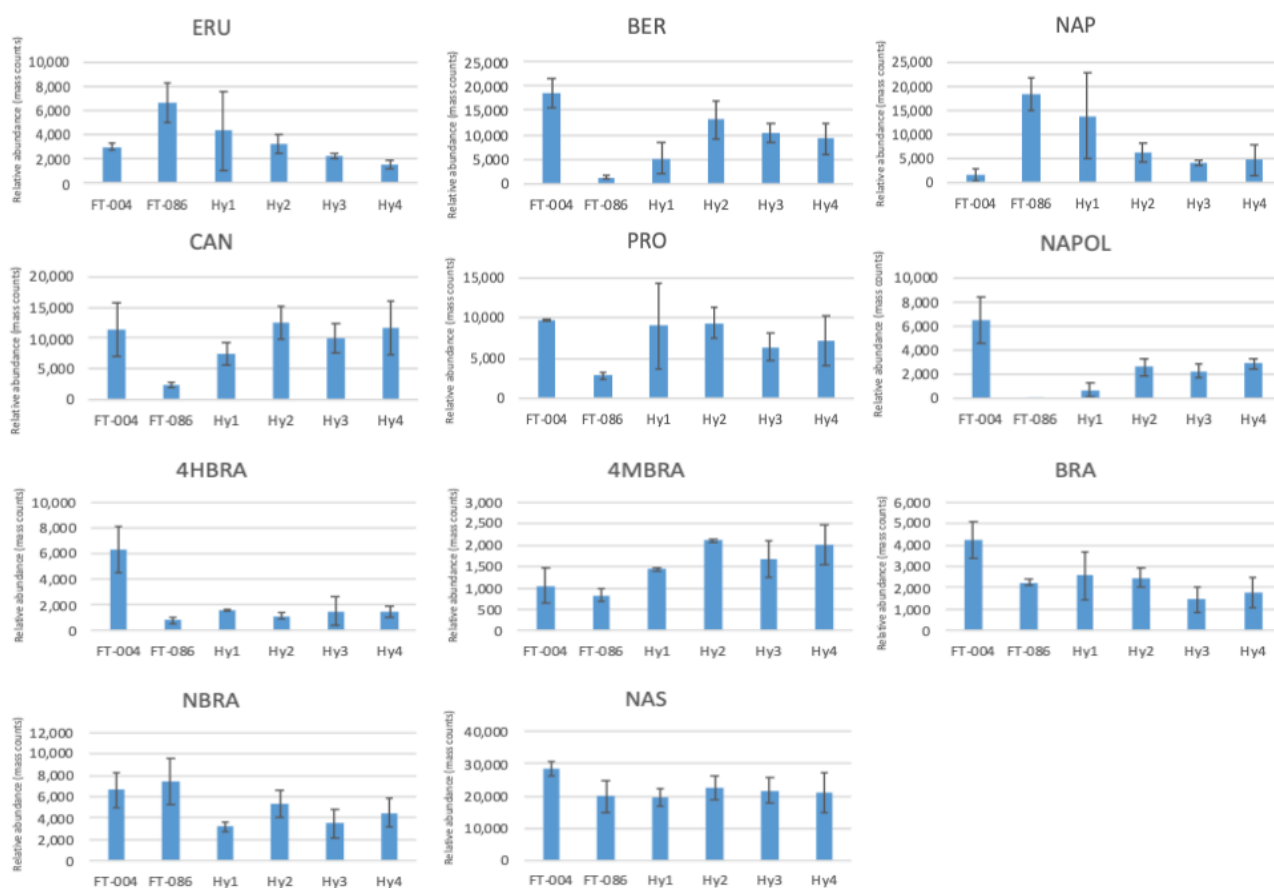 ERU
Relative abundance (mass counts)
10,000
8,000
6,000
4,000
2,000
0
FT-004 FT-086 Hy1 Hy2 Hy3 Hy4
BER
Relative abundance (mass counts)
25,000
20,000
15,000
10,000
5,000
0
FT-004 FT-086 Hy1 Hy2 Hy3 Hy4
NAP
Relative abundance (mass counts)
25,000
20,000
15,000
10,000
5,000
0
FT-004 FT-086 Hy1 Hy2 Hy3 Hy4
CAN
Relative abundance (mass counts)
20,000
15,000
10,000
5,000
0
FT-004 FT-086 Hy1 Hy2 Hy3 Hy4
PRO
Relative abundance (mass counts)
15,000
10,000
5,000
0
FT-004 FT-086 Hy1 Hy2 Hy3 Hy4
NAPOL
Relative abundance (mass counts)
10,000
8,000
6,000
4,000
2,000
0
FT-004 FT-086 Hy1 Hy2 Hy3 Hy4
4HBRA
Relative abundance (mass counts)
10,000
8,000
6,000
4,000
2,000
0
FT-004 FT-086 Hy1 Hy2 Hy3 Hy4
4MBRA
Relative abundance (mass counts)
3,000
2,500
2,000
1,500
1,000
500
0
FT-004 FT-086 Hy1 Hy2 Hy3 Hy4
BRA
Relative abundance (mass counts)
6,000
5,000
4,000
3,000
2,000
1,000
0
FT-004 FT-086 Hy1 Hy2 Hy3 Hy4
NBRA
Relative abundance (mass counts)
12,000
10,000
8,000
6,000
4,000
2,000
0
FT-004 FT-086 Hy1 Hy2 Hy3 Hy4
NAS
Relative abundance (mass counts)
40,000
30,000
20,000
10,000
0
FT-004 FT-086 Hy1 Hy2 Hy3 Hy4